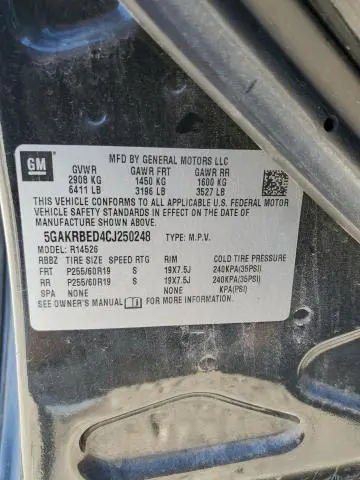 GM
MFD BY GENERAL MOTORS LLC
GVWR GAWR FRT GAWR RR
2908 KG 1450 KG 1600 KG
6411 LB 3196 LB 3527 LB
THIS VEHICLE CONFORMS TO ALL APPLICABLE U.S. FEDERAL MOTOR
VEHICLE SAFETY STANDARDS IN EFFECT ON THE DATE OF
MANUFACTURE SHOWN ABOVE.
5GAKRBED4CJ250248 TYPE: M.P.V.
MODEL: R14526
RBBZ TIRE SIZE SPEED RTG RIM COLD TIRE PRESSURE
FRT P255/60R19 S 19X7.5J 240KPA(35PSI)
RR P255/60R19 S 19X7.5J 240KPA(35PSI)
SPA NONE NONE KPA(PSI)
SEE OWNER'S MANUAL FOR MORE INFORMATION.